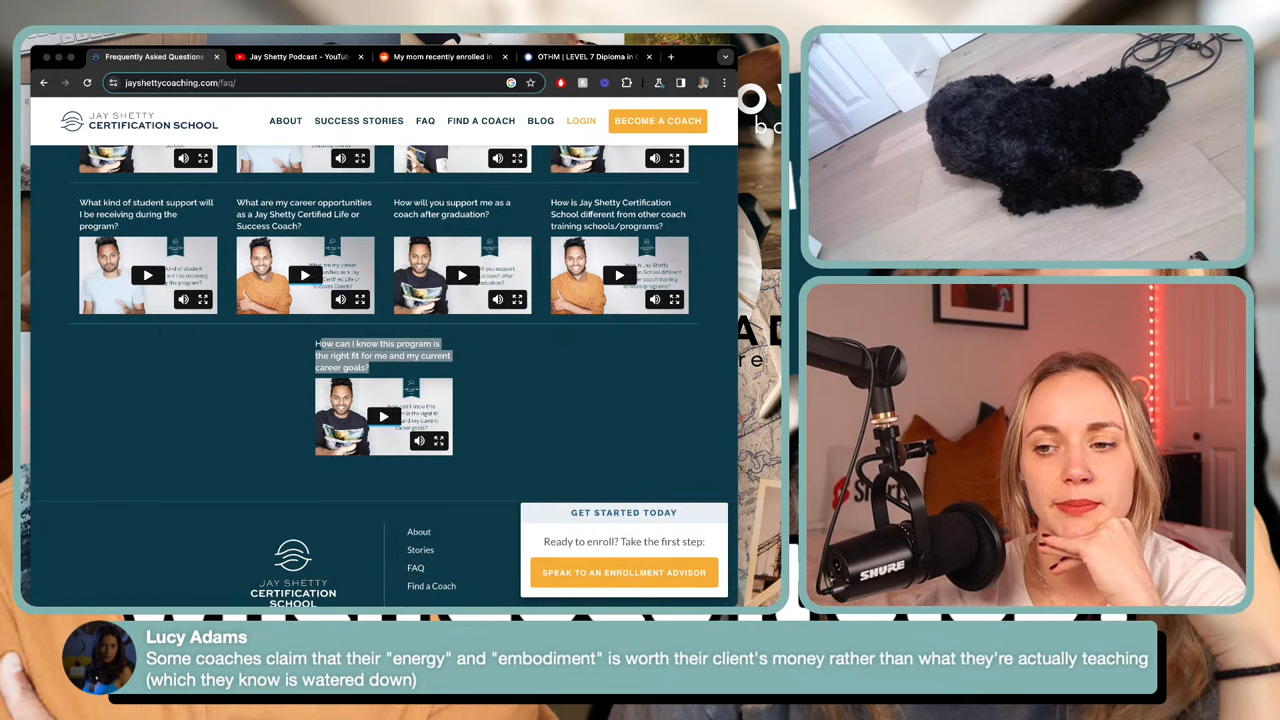 Frequently Asked Questions
Jay Shetty Podcast - YouTub
My mom recently enrolled in
OTHM | LEVEL 7 Diploma in
jayshettycoaching.com/faq/
JAY SHETTY
CERTIFICATION SCHOOL
ABOUT
SUCCESS STORIES
FAQ
FIND A COACH
BLOG
LOGIN
BECOME A COACH
What kind of student support will
I be receiving during the
program?
What are my career opportunities
as a Jay Shetty Certified Life or
Success Coach?
How will you support me as a
coach after graduation?
How is Jay Shetty Certification
School different from other coach
training schools/programs?
How can I know this program is
the right fit for me and my current
career goals?
JAY SHETTY
CERTIFICATION
SCHOOL
About
Stories
FAQ
Find a Coach
GET STARTED TODAY
Ready to enroll? Take the first step:
SPEAK TO AN ENROLLMENT ADVISOR
SHURE
Lucy Adams
Some coaches claim that their "energy" and "embodiment" is worth their client's money rather than what they're actually teaching
(which they know is watered down)